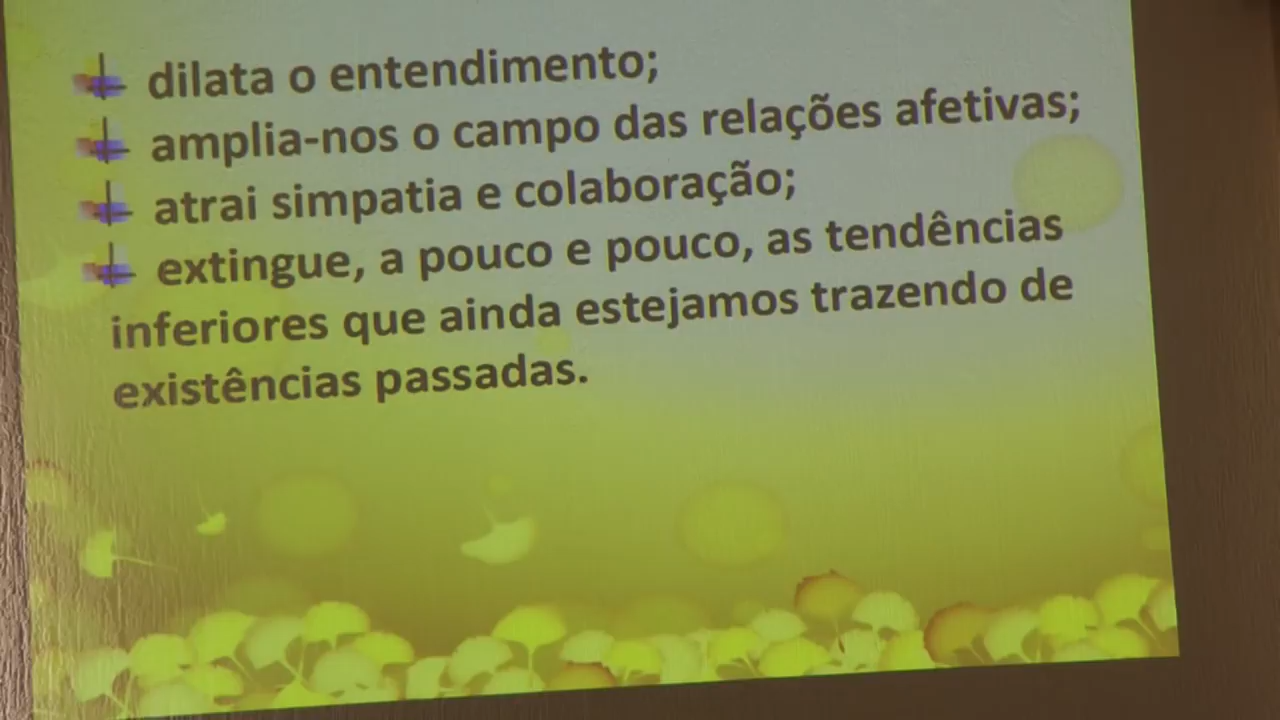 dilata o entendimento;
amplia-nos o campo das relações afetivas;
atrai simpatia e colaboração;
extingue, a pouco e pouco, as tendências
inferiores que ainda estejamos trazendo de
existências passadas.